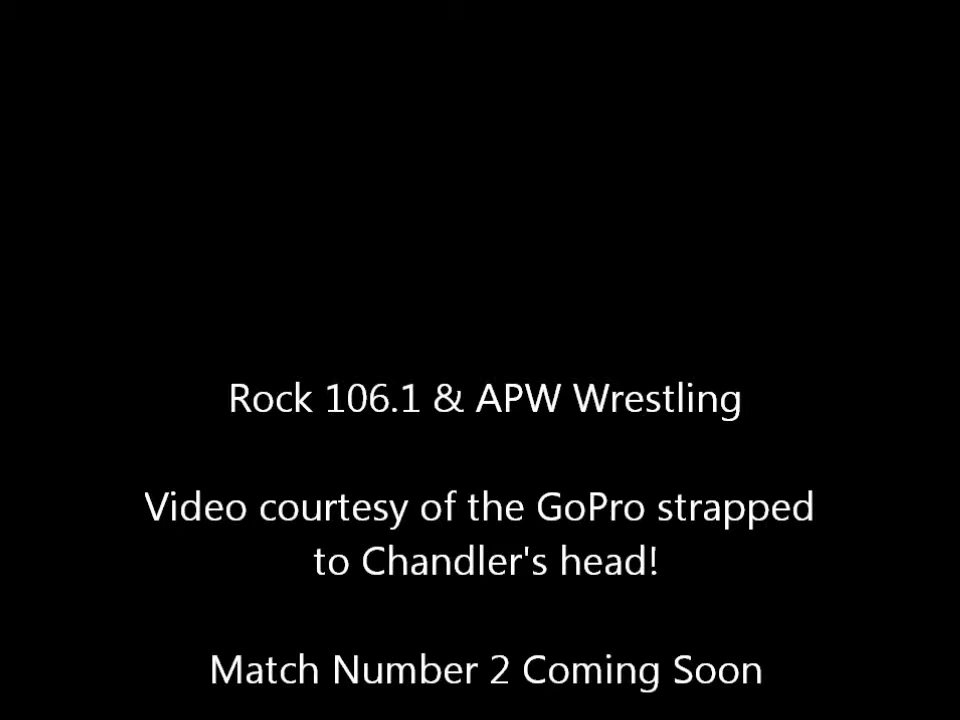 Rock 106.1 & APW Wrestling
Video courtesy of the GoPro strapped
to Chandler's head!
Match Number 2 Coming Soon